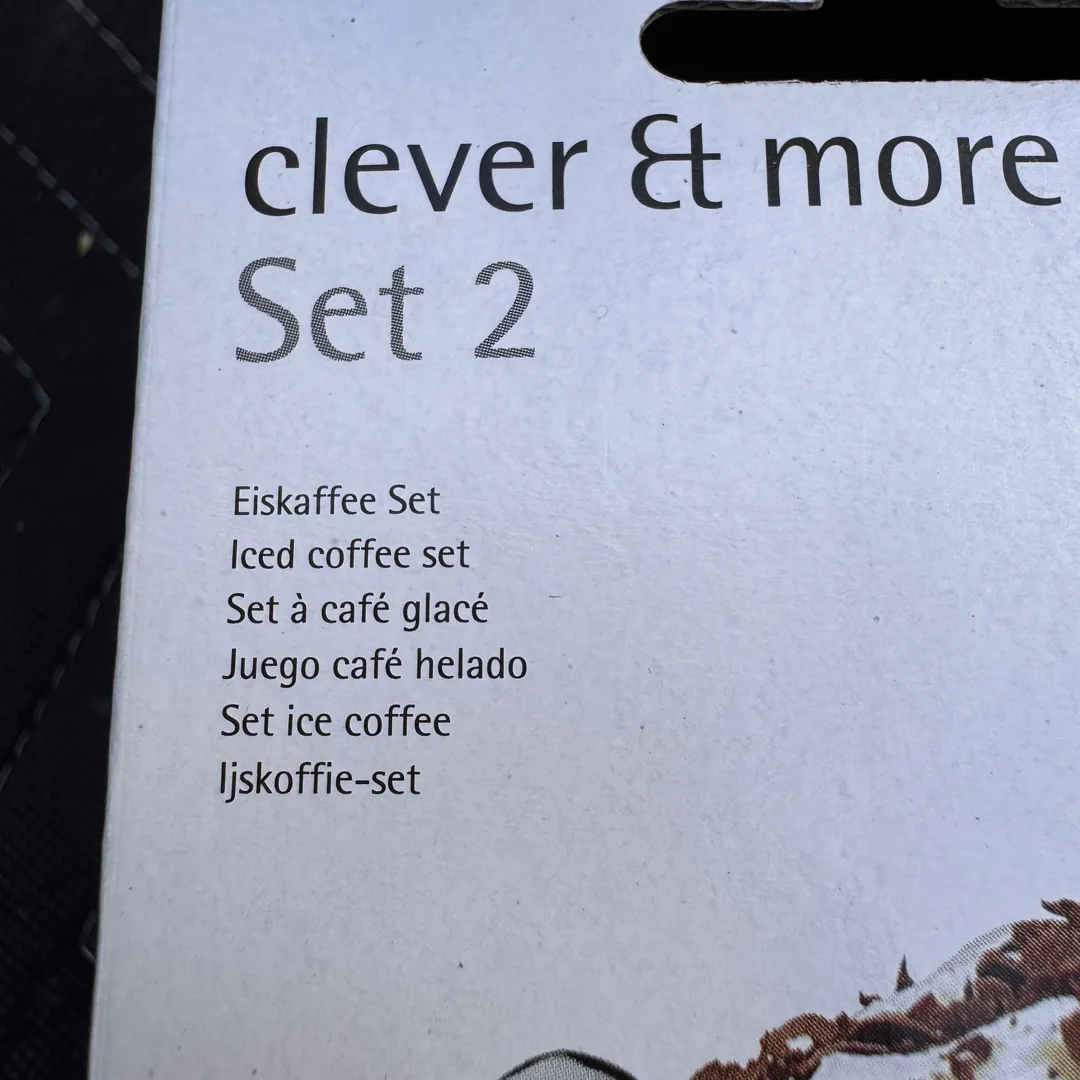 clever & more
Set 2
Eiskaffee Set
Iced coffee set
Set à café glacé
Juego café helado
Set ice coffee
Ijskoffie-set